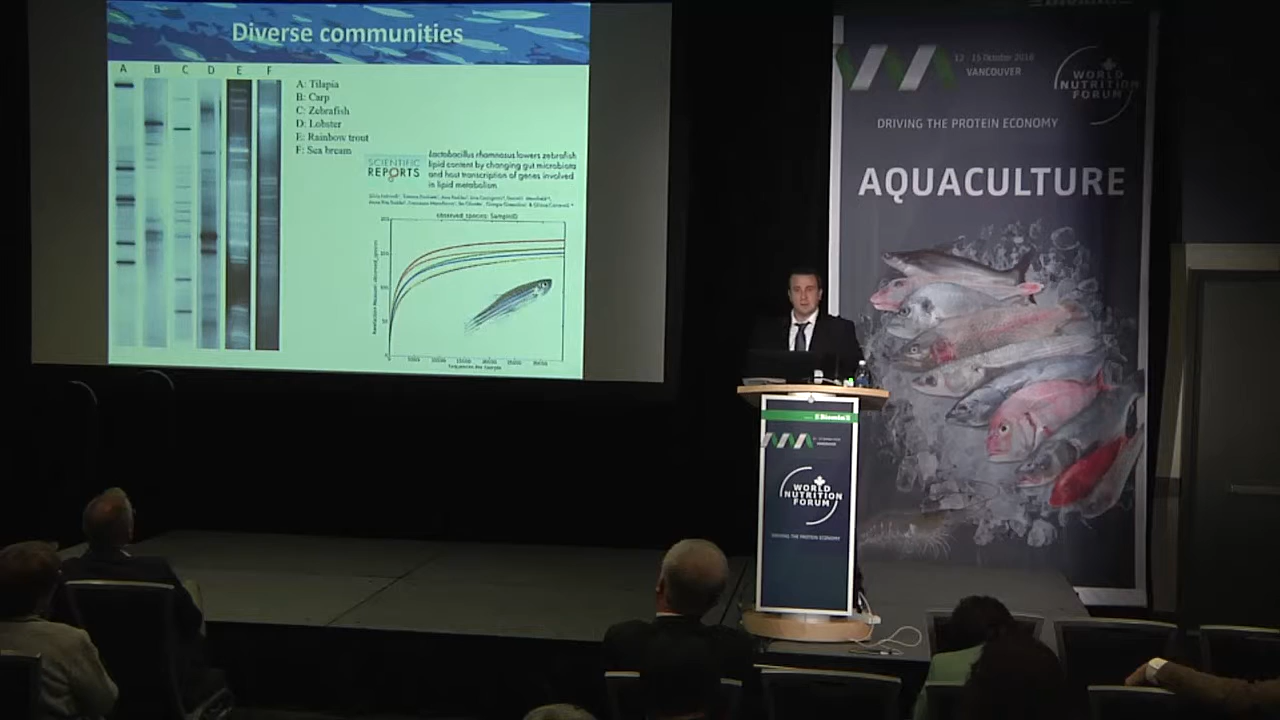 Diverse communities
A B C D E F
A: Tilapia
B: Carp
C: Zebrafish
D: Lobster
E: Rainbow trout
F: Sea bream
SCIENTIFIC
REPORTS
Lactobacillus rhamnosus lowers zebrafish
lipid content by changing gut microbiota
and host transcription of genes involved
in lipid metabolism
12 - 15 October 2016
VANCOUVER
WORLD
NUTRITION
FORUM
DRIVING THE PROTEIN ECONOMY
AQUACULTURE
Biomin
VANCOUVER
WORLD
NUTRITION
FORUM
DRIVING THE PROTEIN ECONOMY